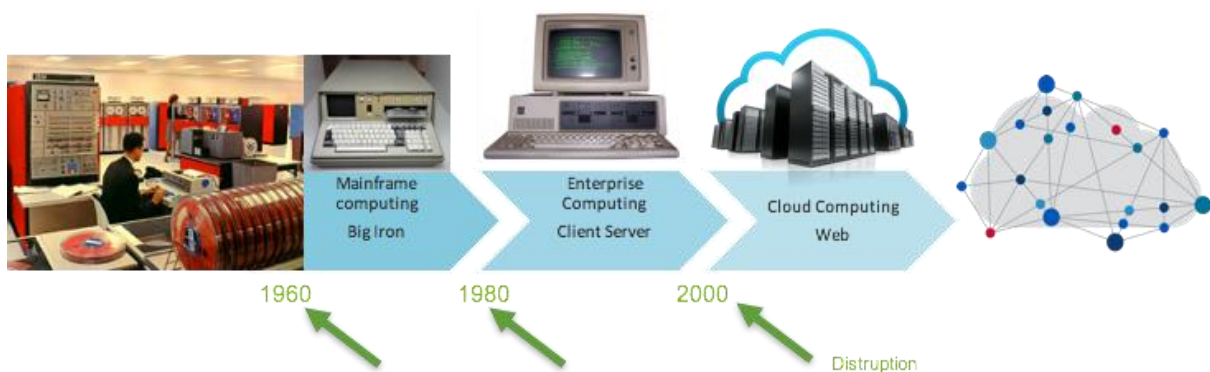 Mainframe
computing
Big Iron
Enterprise
Computing
Client Server
Cloud Computing
Web
1960
1980
2000
Distruption